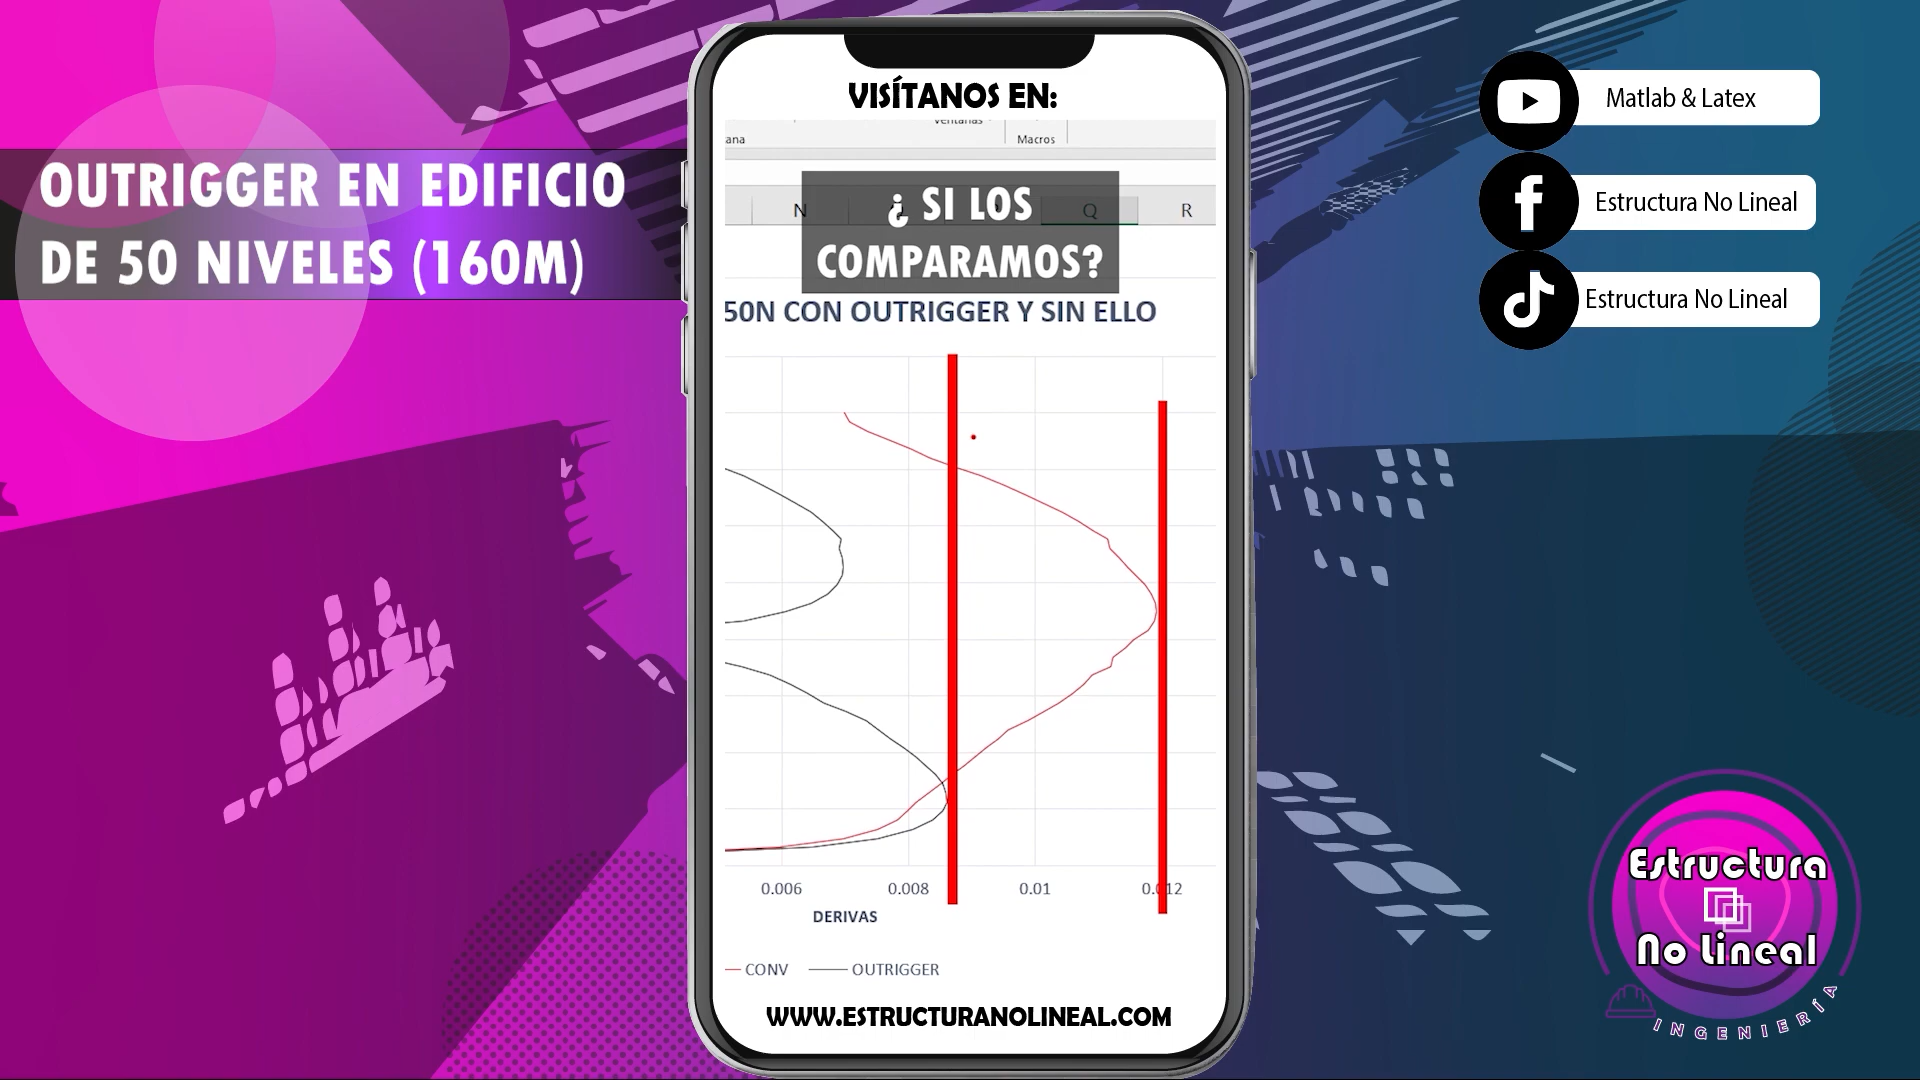 OUTRIGGER EN EDIFICIO
DE 50 NIVELES (160M)
VISÍTANOS EN:
Ventanas
ana
Macros
N
Q
R
¿ SI LOS
COMPARAMOS?
50N CON OUTRIGGER Y SIN ELLO
0.006
0.008
0.01
0.012
DERIVAS
CONV
OUTRIGGER
WWW.ESTRUCTURANOLINEAL.COM
Matlab & Latex
Estructura No Lineal
Estructura No Lineal
Estructura
No Lineal
INGENIERÍA